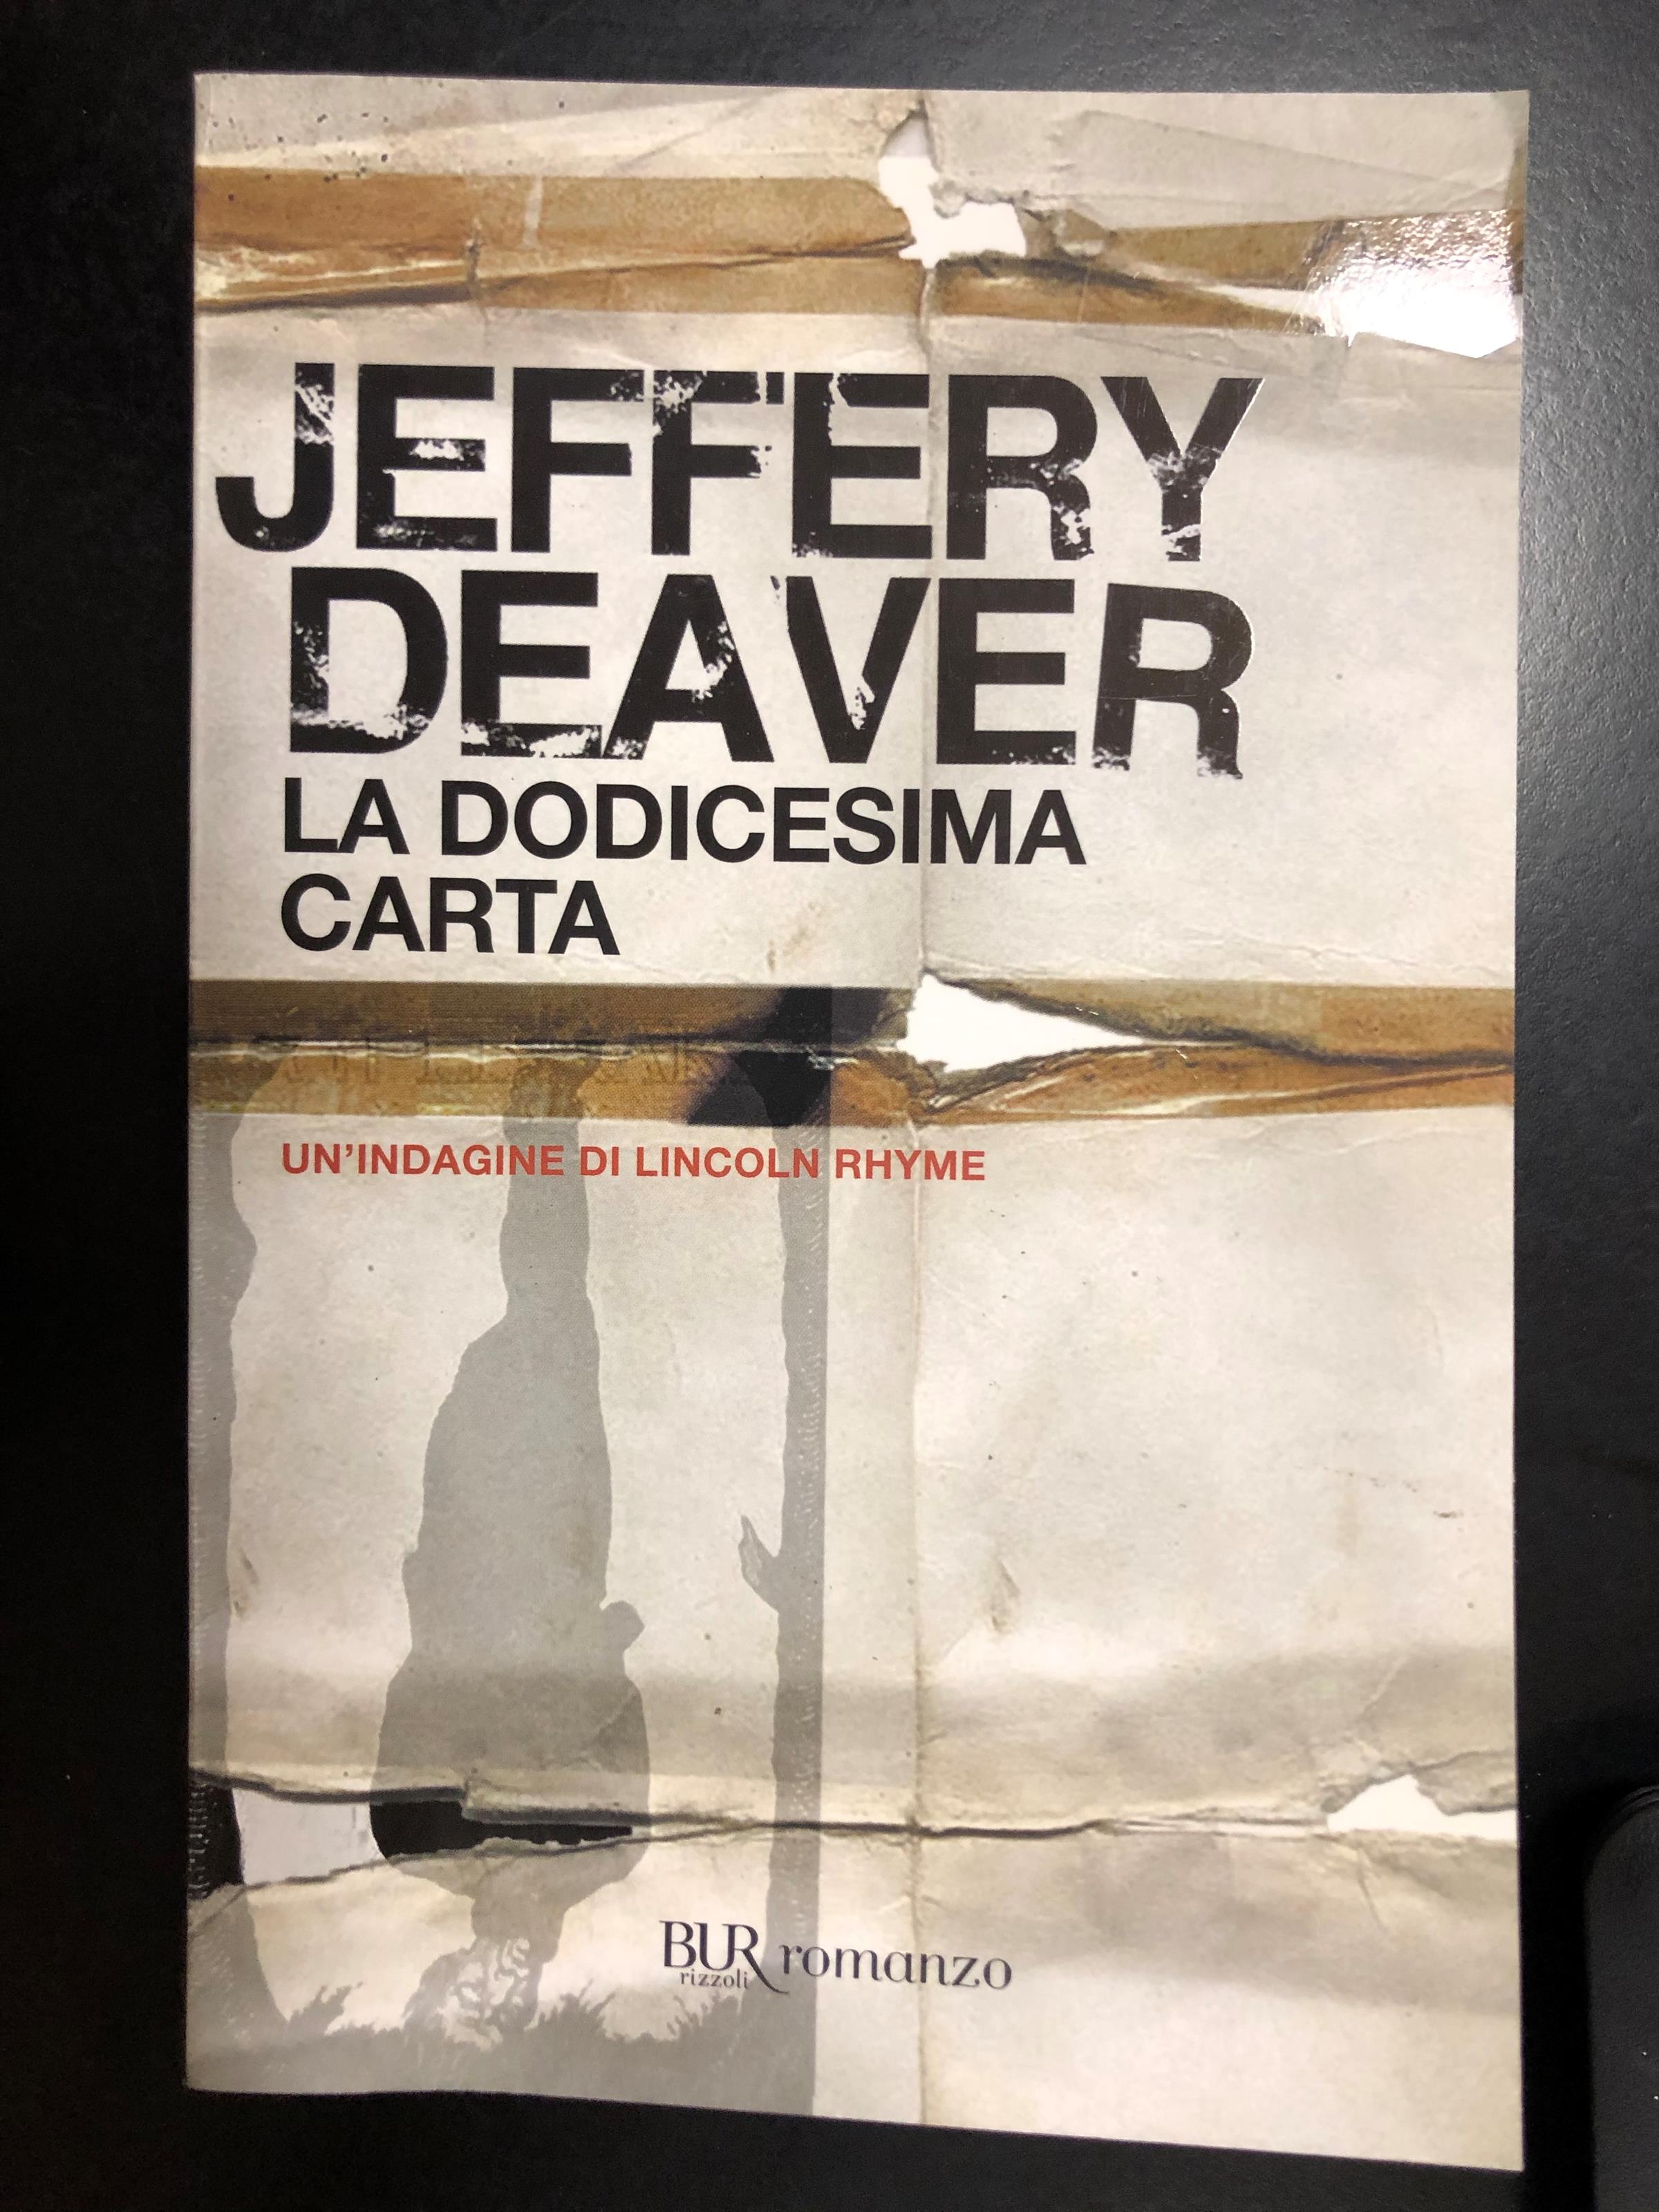 JEFFERY
DEAVER
LA DODICESIMA
CARTA
UN'INDAGINE DI LINCOLN RHYME
BUR romanzo
rizzoli